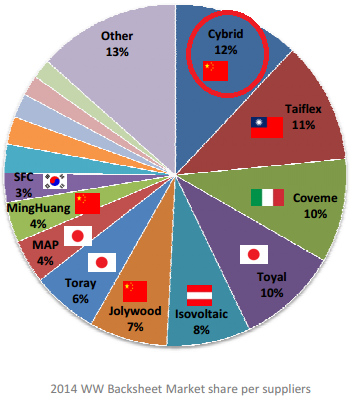 Other
13%
Cybrid
12%
Taiflex
11%
Coveme
10%
Toyal
10%
Isovoltaic
8%
Jolywood
7%
Toray
6%
MAP
4%
MingHuang
4%
SFC
3%
2014 WW Backsheet Market share per suppliers